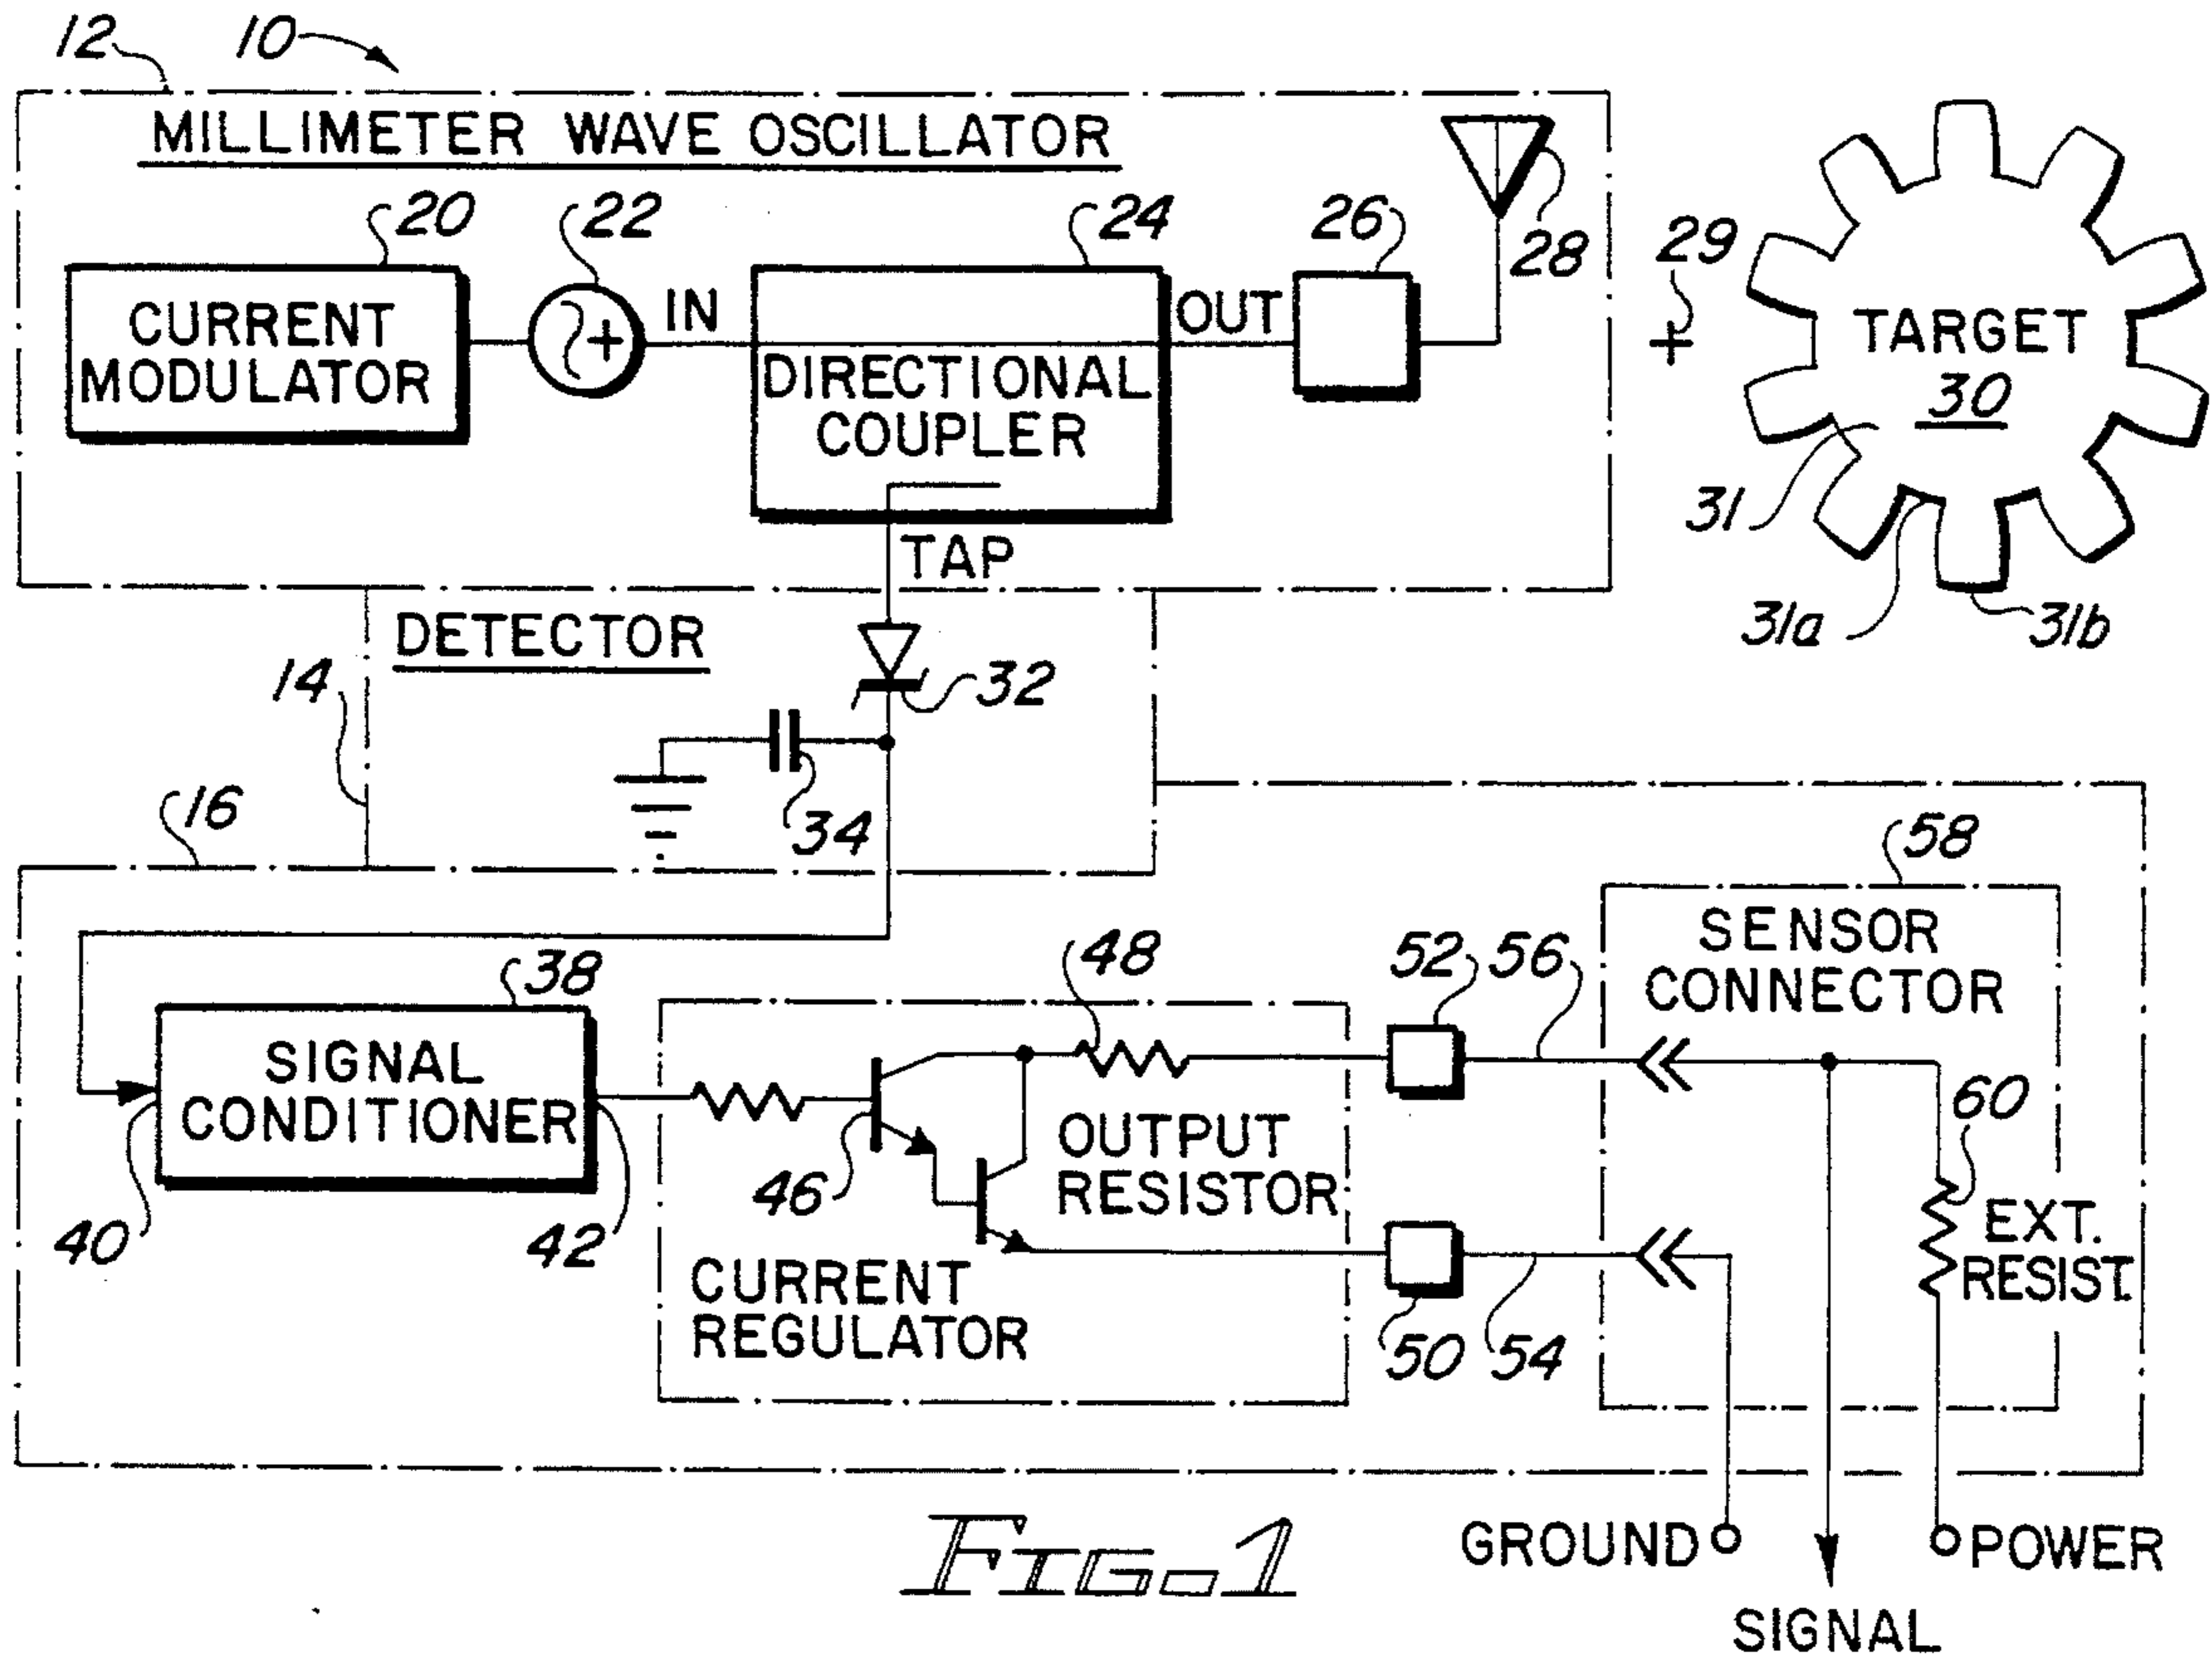 12
10
MILLIMETER WAVE OSCILLATOR
20
22
24
26
28
29
CURRENT
MODULATOR
IN
OUT
DIRECTIONAL
COUPLER
TAP
TARGET
30
31
31a
31b
DETECTOR
14
32
34
16
58
SENSOR
CONNECTOR
38
48
52
56
SIGNAL
CONDITIONER
40
42
46
OUTPUT
RESISTOR
60
EXT.
RESIST.
CURRENT
REGULATOR
50
54
GROUND
POWER
SIGNAL
FIG. 1